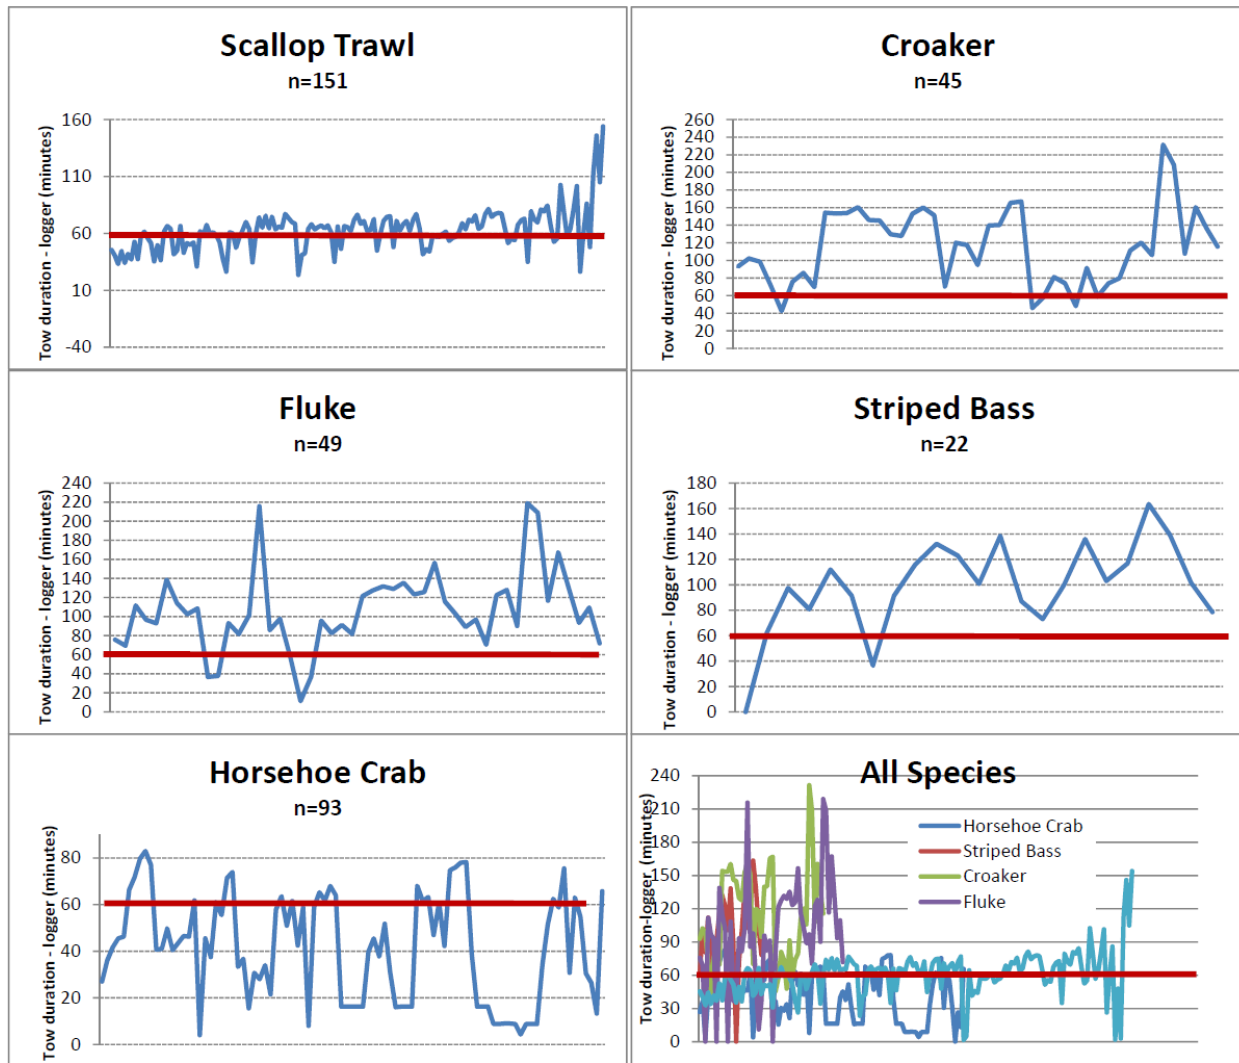 Scallop Trawl
n=151
Tow duration - logger (minutes)
160
110
60
10
-40
Croaker
n=45
Tow duration - logger (minutes)
260
240
220
200
180
160
140
120
100
80
60
40
20
0
Fluke
n=49
Tow duration - logger (minutes)
240
220
200
180
160
140
120
100
80
60
40
20
0
Striped Bass
n=22
Tow duration - logger (minutes)
180
160
140
120
100
80
60
40
20
0
Horsehoe Crab
n=93
Tow duration - logger (minutes)
80
60
40
20
0
All Species
Tow duration-logger (minutes)
240
210
180
150
120
90
60
30
0
Horsehoe Crab
Striped Bass
Croaker
Fluke